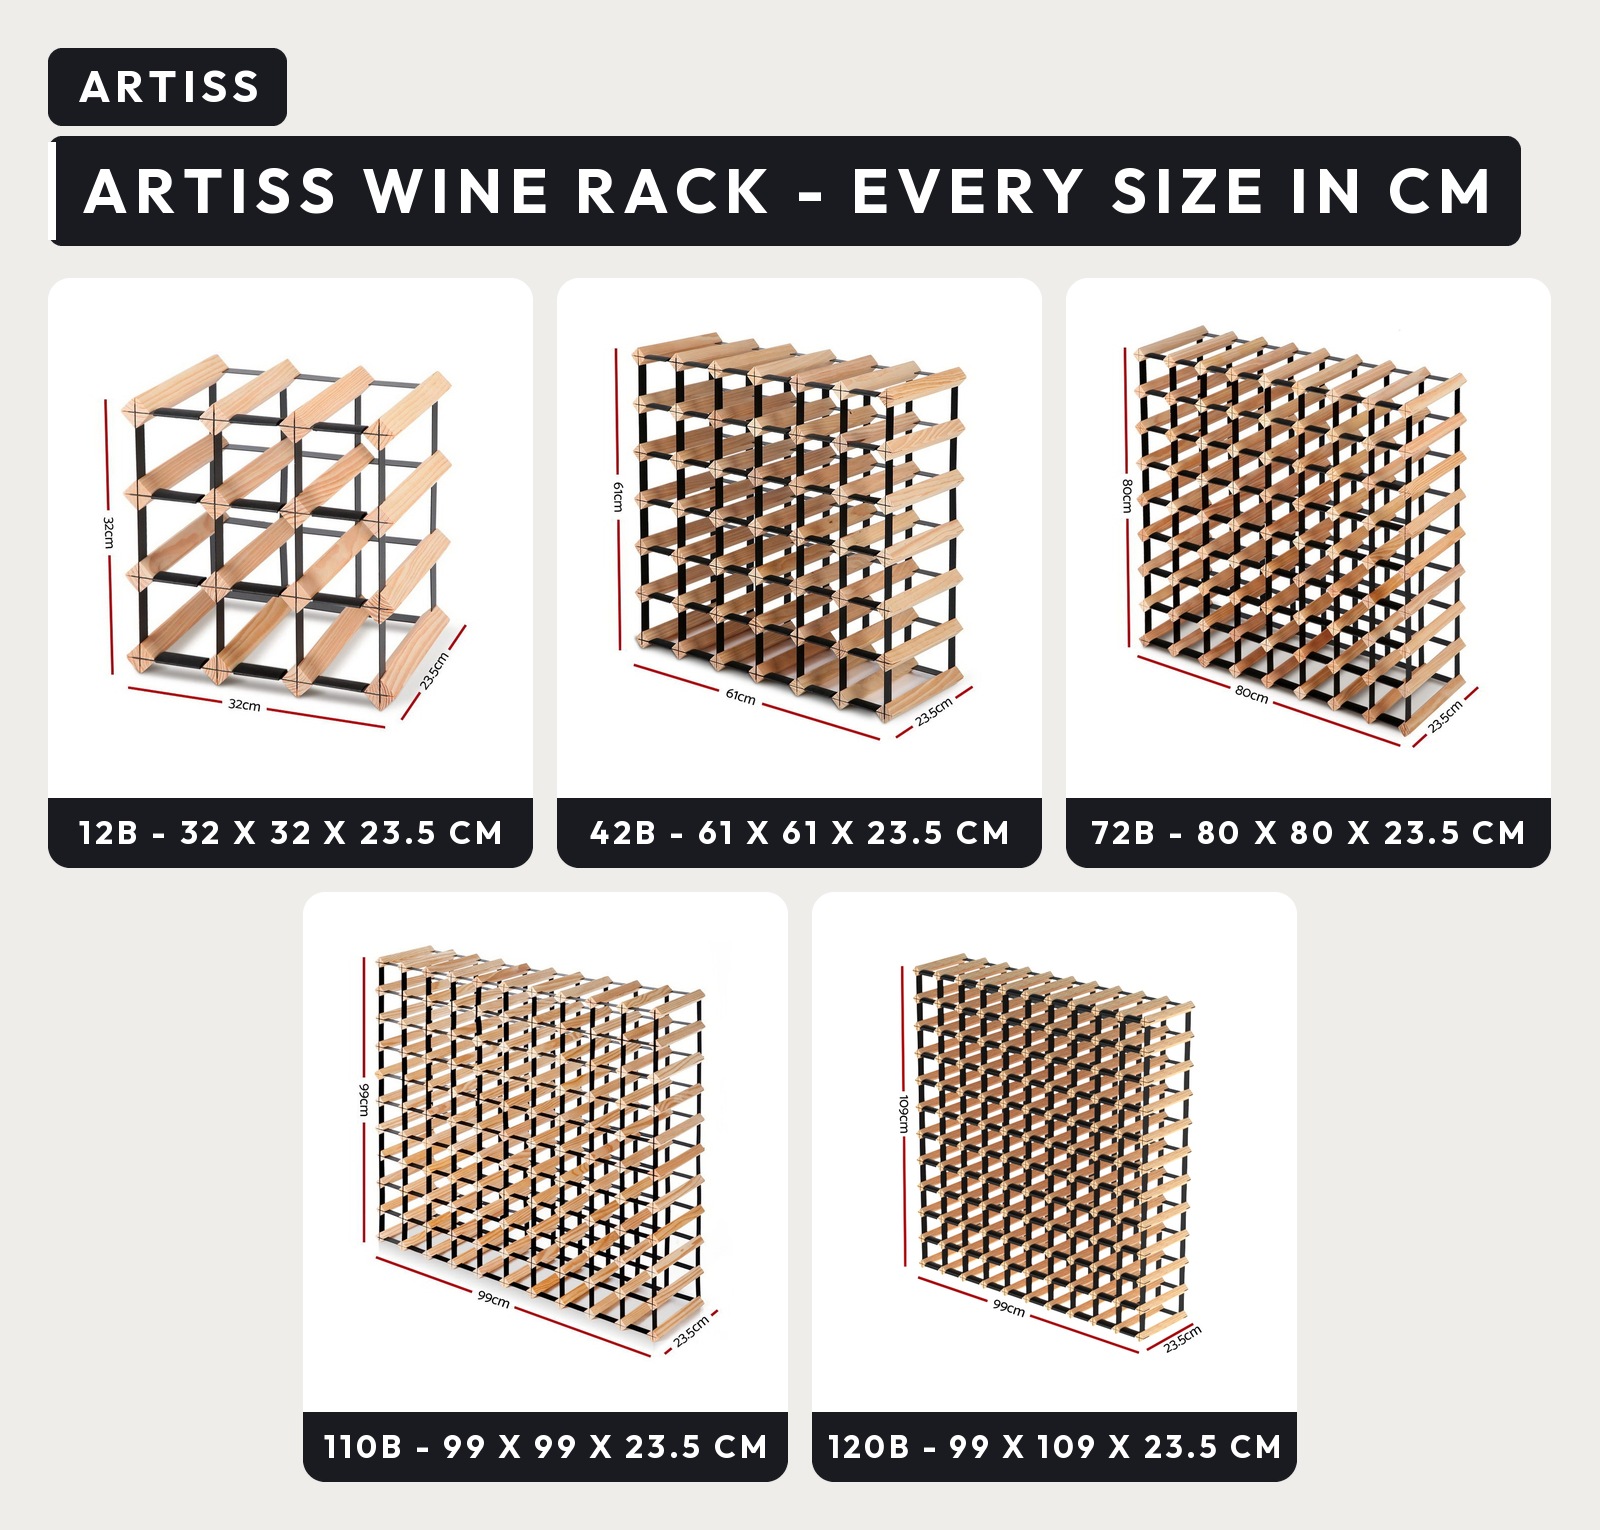 ARTISS
ARTISS WINE RACK - EVERY SIZE IN CM
32cm
32cm
23.5cm
12B - 32 X 32 X 23.5 CM
61cm
61cm
23.5cm
42B - 61 X 61 X 23.5 CM
80cm
80cm
23.5cm
72B - 80 X 80 X 23.5 CM
99cm
99cm
23.5cm
110B - 99 X 99 X 23.5 CM
109cm
99cm
23.5cm
120B - 99 X 109 X 23.5 CM